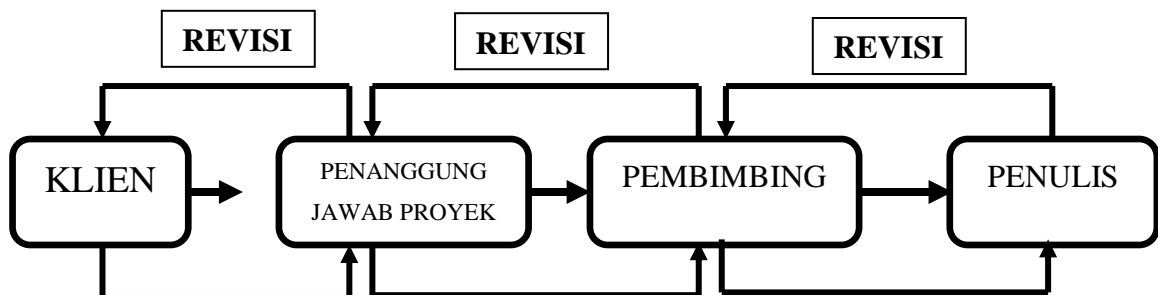 REVISI
REVISI
REVISI
KLIEN
PENANGGUNG
JAWAB PROYEK
PEMBIMBING
PENULIS